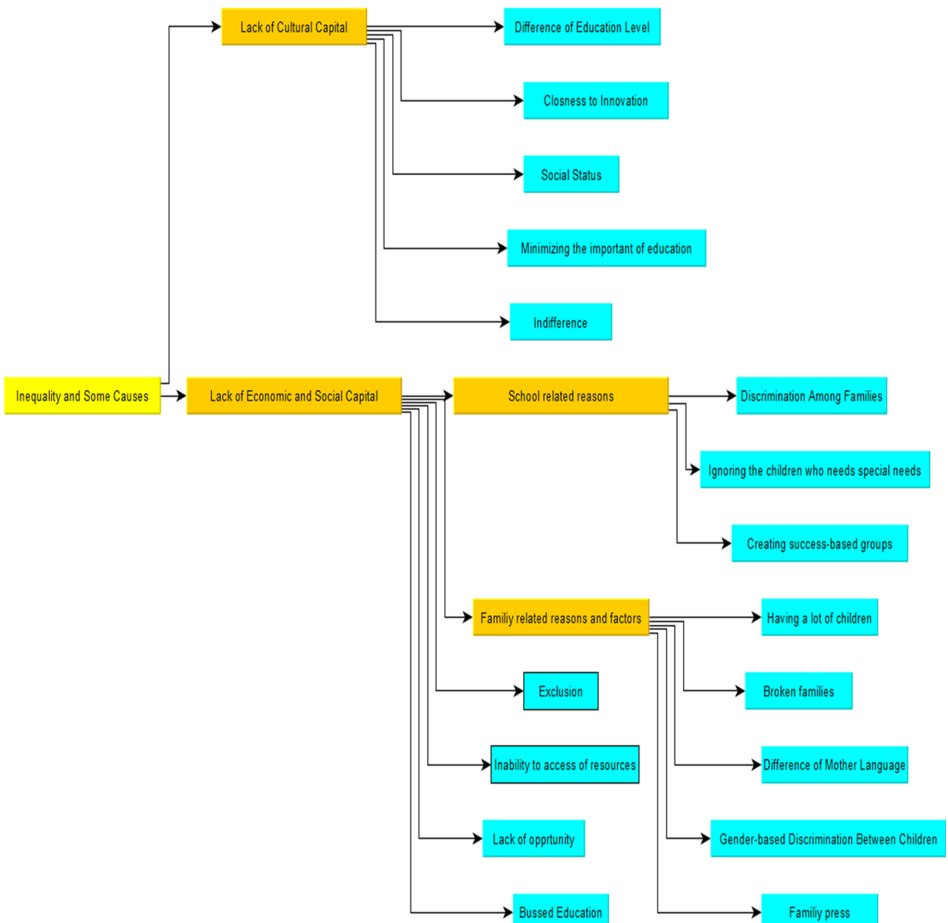 Lack of Cultural Capital
Difference of Education Level
Closness to Innovation
Social Status
Minimizing the important of education
Indifference
Inequality and Some Causes
Lack of Economic and Social Capital
School related reasons
Discrimination Among Families
Ignoring the children who needs special needs
Creating success-based groups
Familiy related reasons and factors
Having a lot of children
Exclusion
Broken families
Inability to access of resources
Difference of Mother Language
Lack of opprtunity
Gender-based Discrimination Between Children
Bussed Education
Familiy press